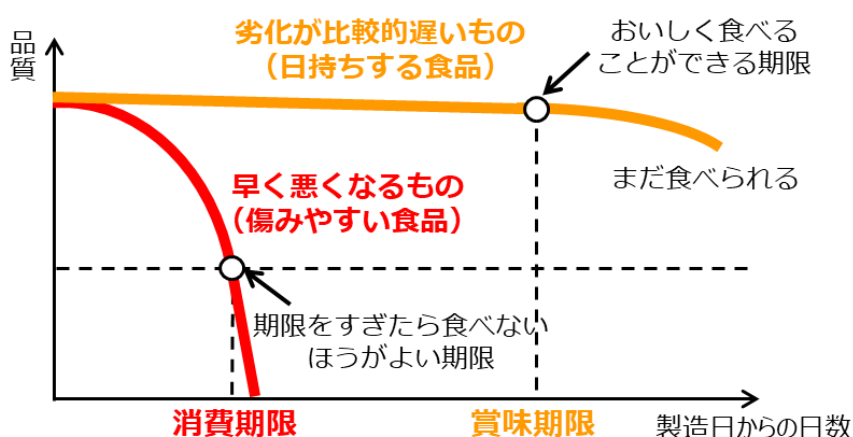 品質
劣化が比較的遅いもの
（日持ちする食品）
おいしく食べる
ことができる期限
まだ食べられる
早く悪くなるもの
（傷みやすい食品）
期限をすぎたら食べない
ほうがよい期限
消費期限
賞味期限
製造日からの日数